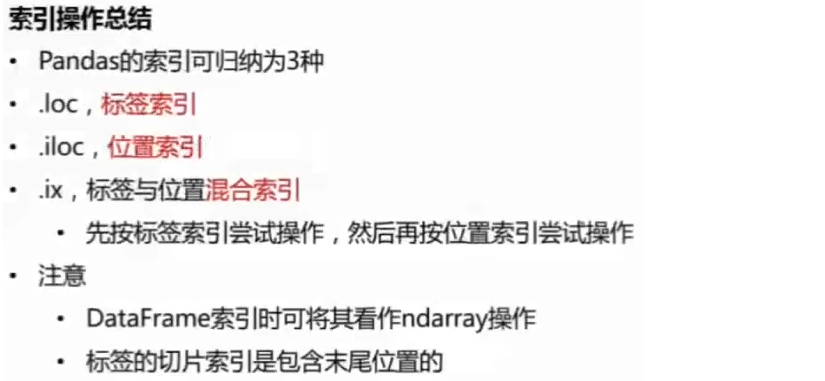 索引操作总结
• Pandas的索引可归纳为3种
• .loc，标签索引
• .iloc，位置索引
• .ix，标签与位置混合索引
• 先按标签索引尝试操作，然后再按位置索引尝试操作
• 注意
• DataFrame索引时可将其看作ndarray操作
• 标签的切片索引是包含末尾位置的